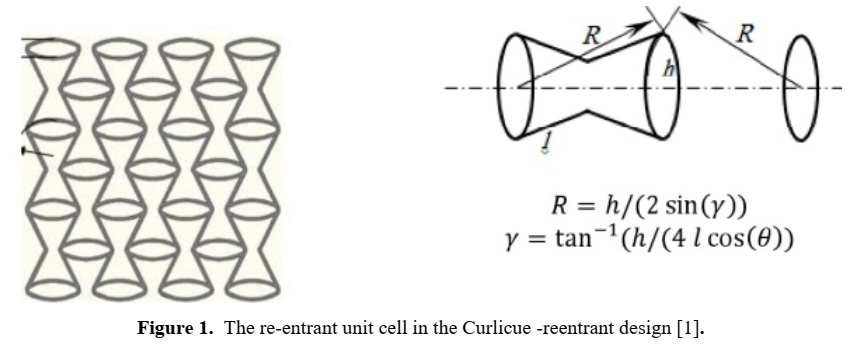 R
R
h
l
R = h/(2 sin(γ))
γ = tan⁻¹(h/(4 l cos(θ))
Figure 1. The re-entrant unit cell in the Curlicue -reentrant design [1].